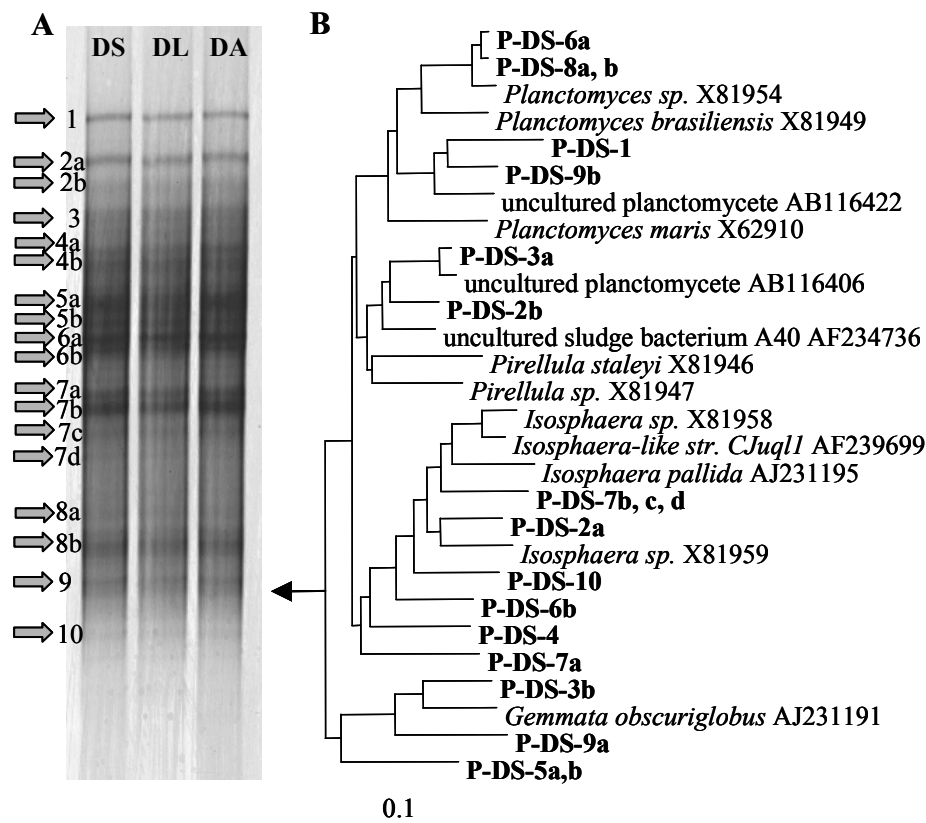 A
DS DL DA
1
2a
2b
3
4a
4b
5a
5b
6a
6b
7a
7b
7c
7d
8a
8b
9
10
B
P-DS-6a
P-DS-8a, b
Planctomyces sp. X81954
Planctomyces brasiliensis X81949
P-DS-1
P-DS-9b
uncultured planctomycete AB116422
Planctomyces maris X62910
P-DS-3a
uncultured planctomycete AB116406
P-DS-2b
uncultured sludge bacterium A40 AF234736
Pirellula staleyi X81946
Pirellula sp. X81947
Isosphaera sp. X81958
Isosphaera-like str. CJuql1 AF239699
Isosphaera pallida AJ231195
P-DS-7b, c, d
P-DS-2a
Isosphaera sp. X81959
P-DS-10
P-DS-6b
P-DS-4
P-DS-7a
P-DS-3b
Gemmata obscuriglobus AJ231191
P-DS-9a
P-DS-5a,b
0.1